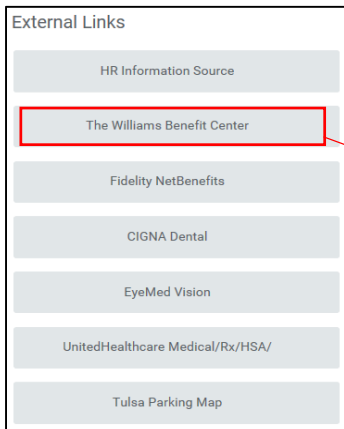 External Links
HR Information Source
The Williams Benefit Center
Fidelity NetBenefits
CIGNA Dental
EyeMed Vision
UnitedHealthcare Medical/Rx/HSA/
Tulsa Parking Map